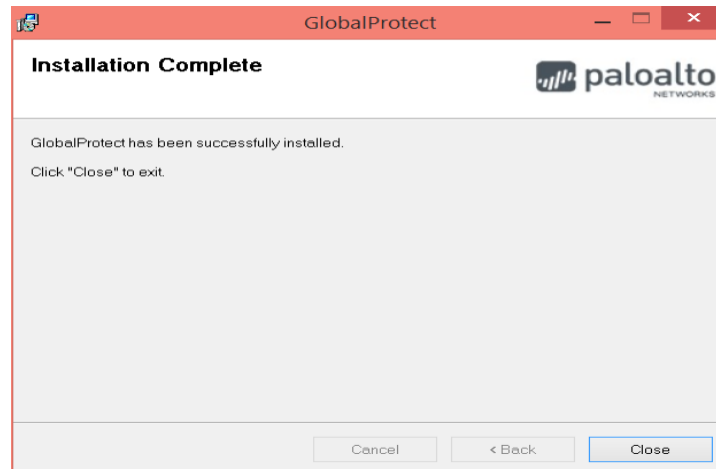 GlobalProtect
Installation Complete
paloalto
NETWORKS
GlobalProtect has been successfully installed.
Click "Close" to exit.
Cancel
< Back
Close